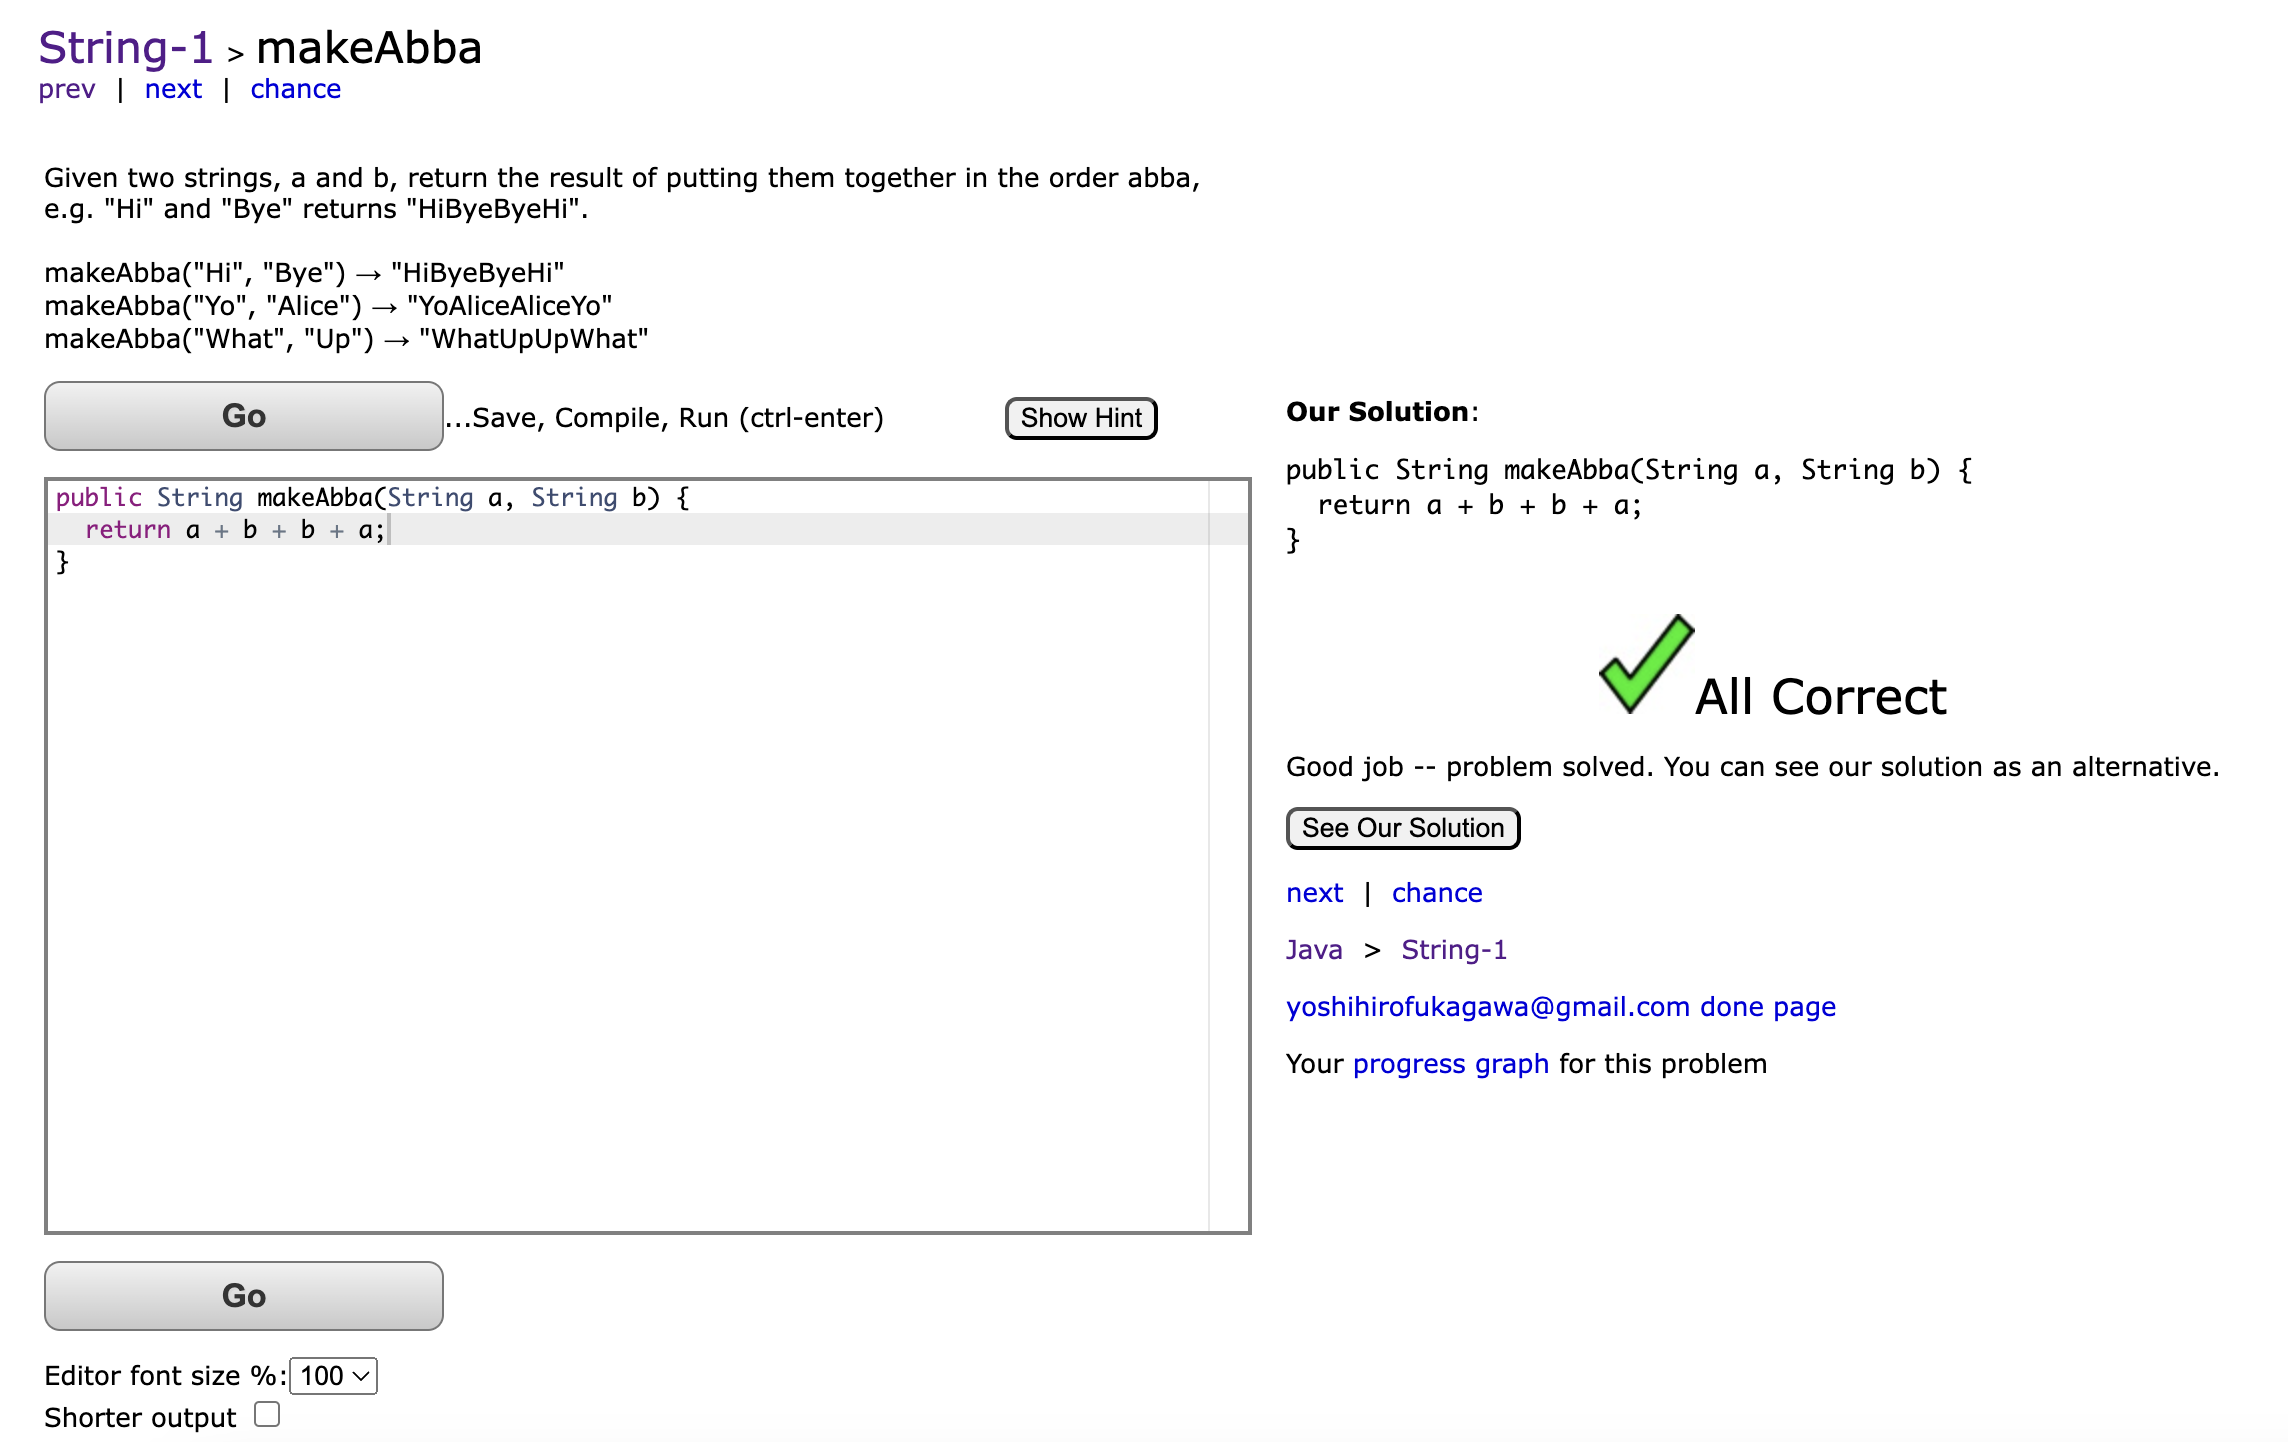 String-1 > makeAbba
prev | next | chance
Given two strings, a and b, return the result of putting them together in the order abba,
e.g. "Hi" and "Bye" returns "HiByeByeHi".
makeAbba("Hi", "Bye") → "HiByeByeHi"
makeAbba("Yo", "Alice") → "YoAliceAliceYo"
makeAbba("What", "Up") → "WhatUpUpWhat"
Go ...Save, Compile, Run (ctrl-enter) Show Hint
public String makeAbba(String a, String b) {
  return a + b + b + a;
}
Go
Editor font size %: 100
Shorter output
Our Solution:
public String makeAbba(String a, String b) {
  return a + b + b + a;
}
All Correct
Good job -- problem solved. You can see our solution as an alternative.
See Our Solution
next | chance
Java > String-1
yoshihirofukagawa@gmail.com done page
Your progress graph for this problem